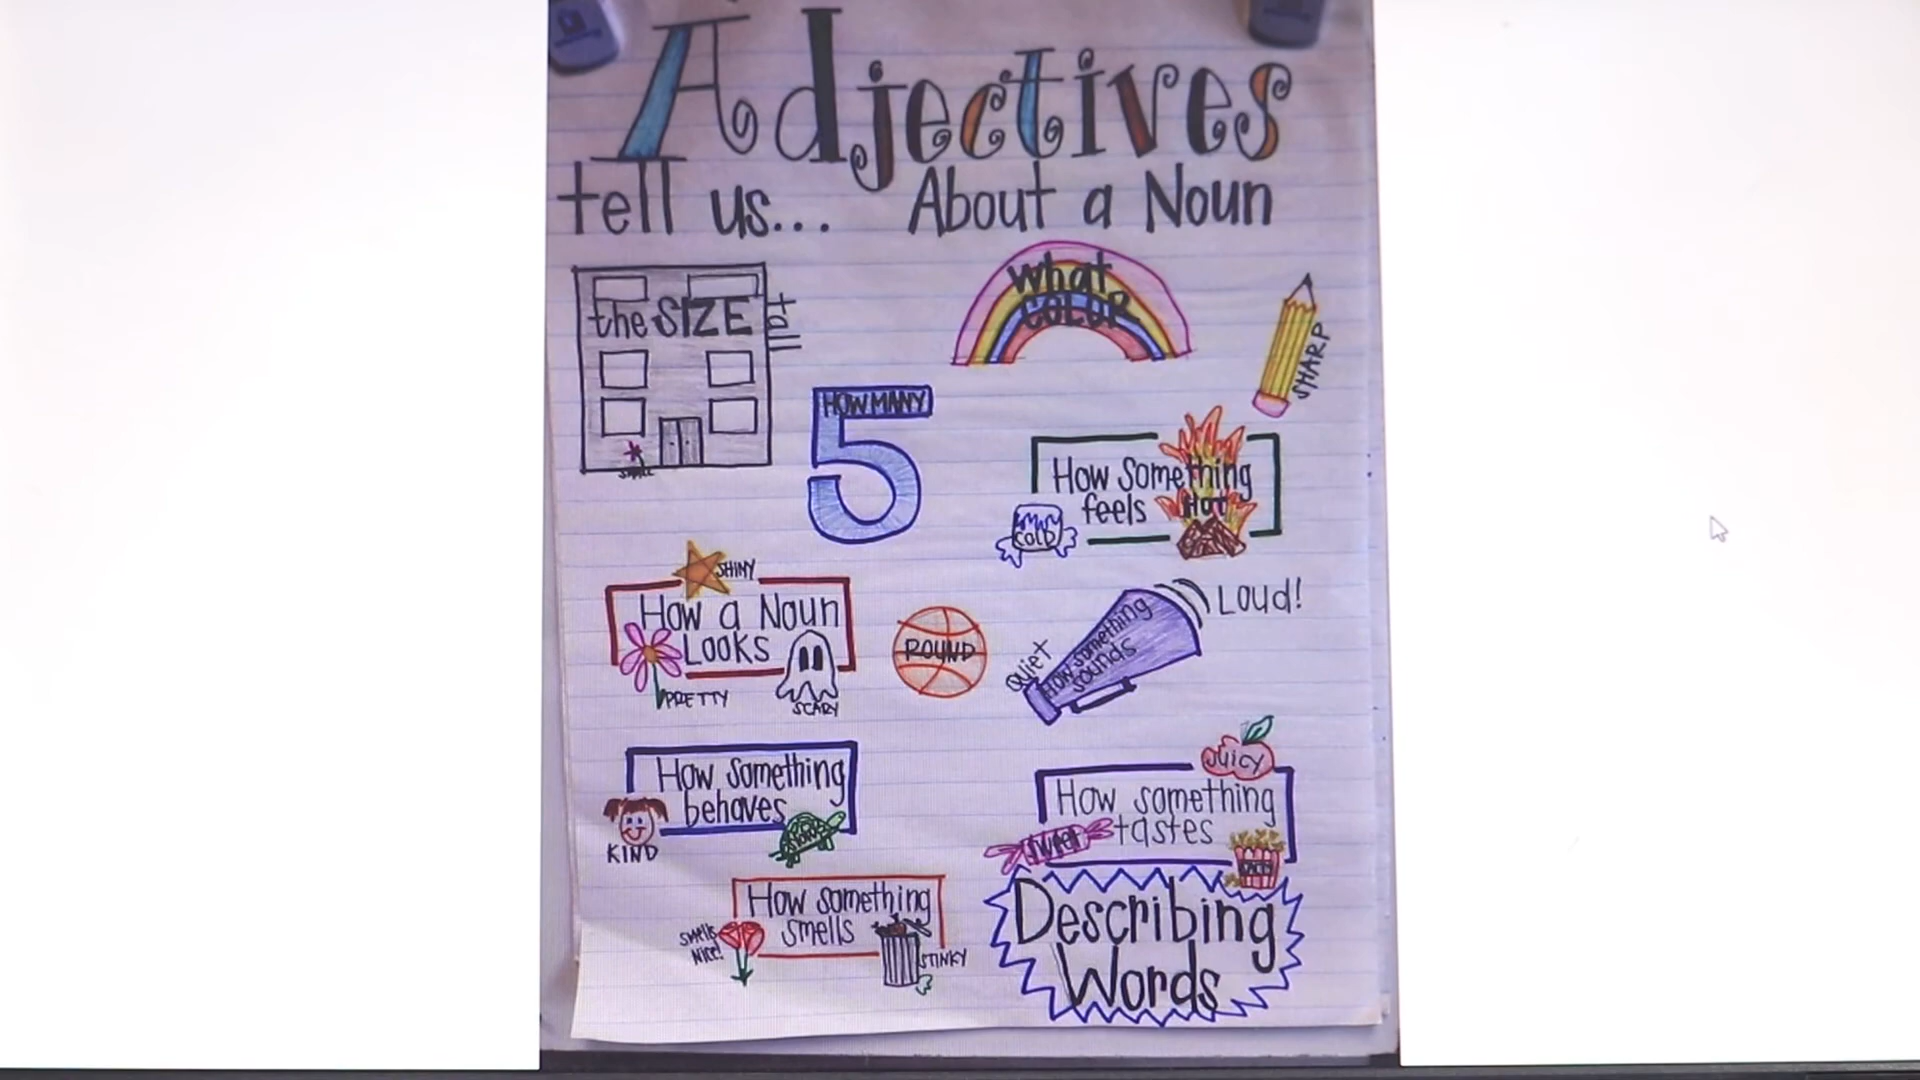 Adjectives
tell us... About a Noun
the SIZE
tall
What
COLOR
SHARP
HOW MANY
5
How Something
feels
HOT
COLD
SHINY
How a Noun
Looks
PRETTY
SCARY
ROUND
Quiet
How something
sounds
Loud!
How something
behaves
KIND
JUICY
How something
tastes
SWEET
How something
smells
Smells
Nice!
STINKY
Describing
Words